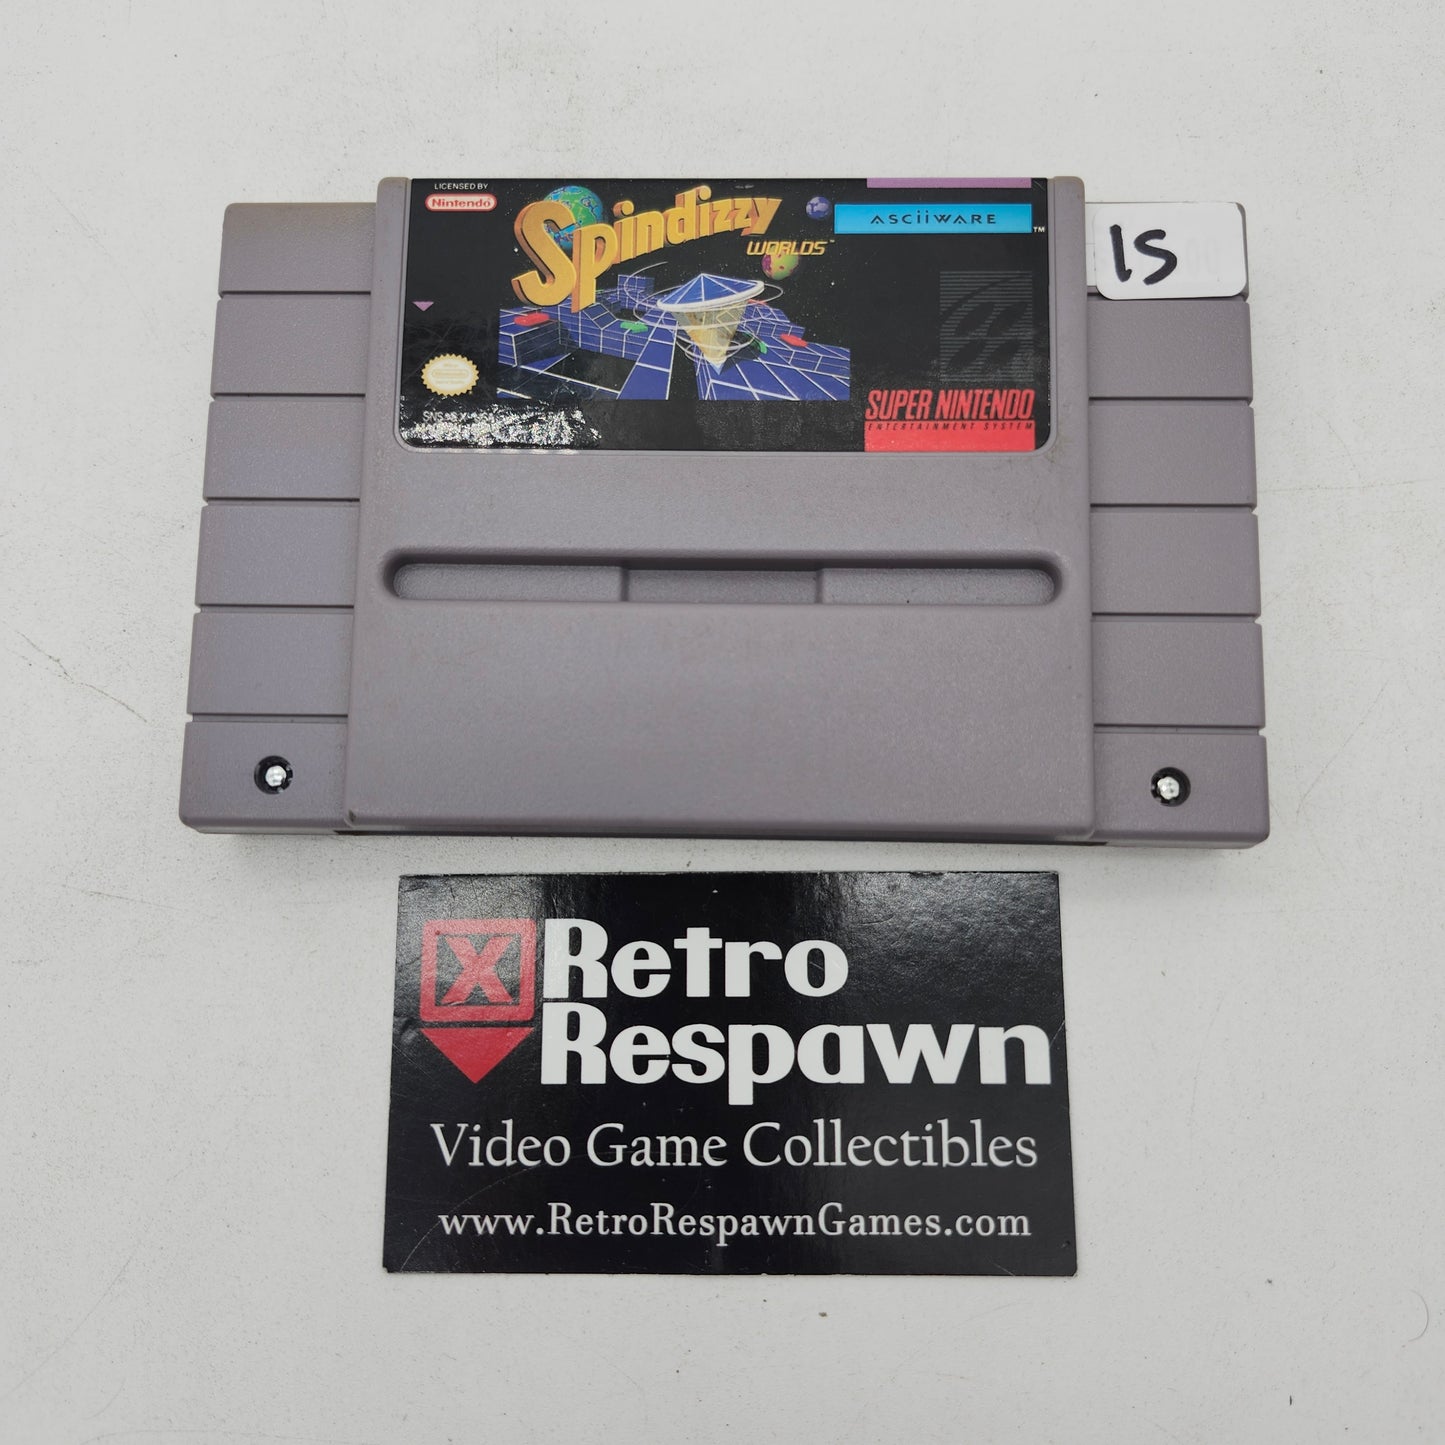 LICENSED BY
Nintendo
Spindizzy
WORLDS™
ASCiiWARE
™
15
SUPER NINTENDO
ENTERTAINMENT SYSTEM
X
Retro
Respawn
Video Game Collectibles
www.RetroRespawnGames.com